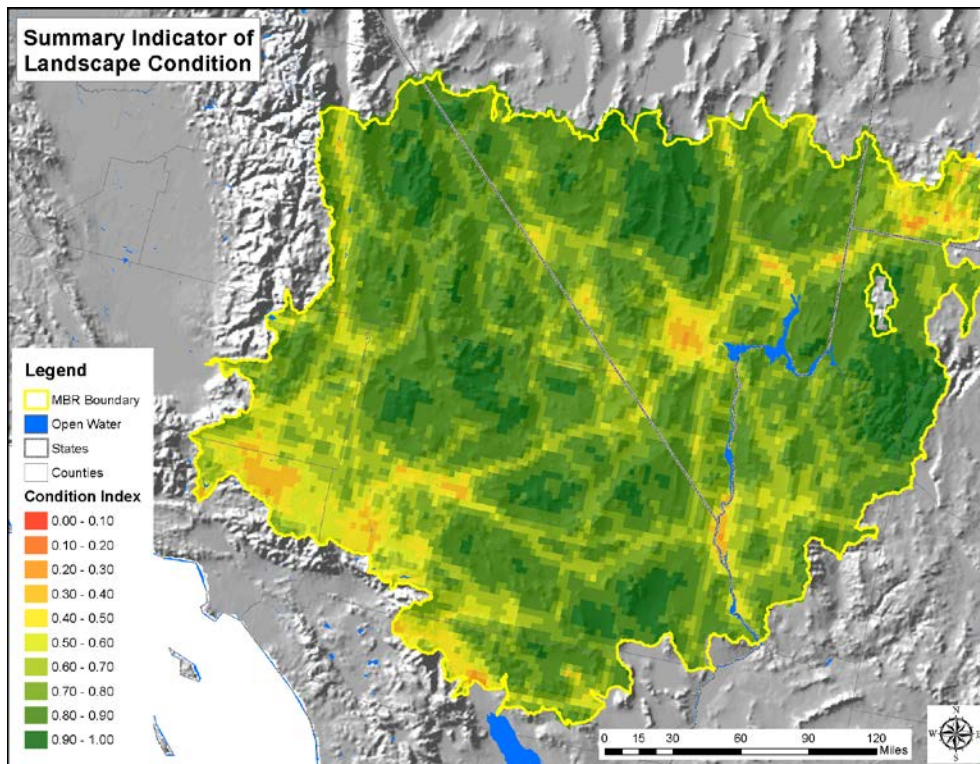 Summary Indicator of
Landscape Condition
Legend
MBR Boundary
Open Water
States
Counties
Condition Index
0.00 - 0.10
0.10 - 0.20
0.20 - 0.30
0.30 - 0.40
0.40 - 0.50
0.50 - 0.60
0.60 - 0.70
0.70 - 0.80
0.80 - 0.90
0.90 - 1.00
0 15 30 60 90 120
Miles
N
W E
S